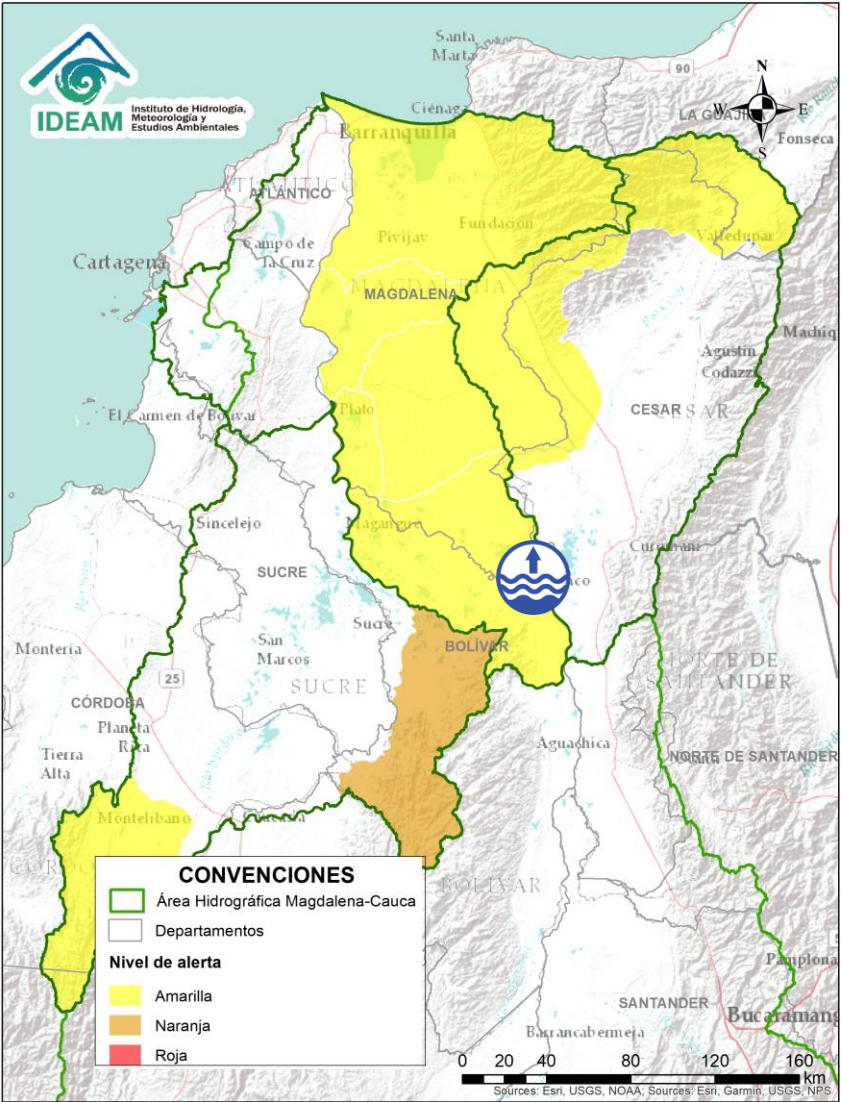 IDEAM
Instituto de Hidrología,
Meteorología y
Estudios Ambientales
Santa
Marta
90
N
W
E
S
LA GUAJIRA
Fonseca
Ciénaga
Barranquilla
ATLÁNTICO
Campo de
la Cruz
Cartagena
Pivijay
Fundación
Valledupar
MAGDALENA
MAGDALENA
Agustín
Codazzi
CESAR
CESAR
El Carmen de Bolívar
Plato
Sincelejo
Magangué
Curumaní
SUCRE
Sucre
San
Marcos
SUCRE
BOLÍVAR
Montería
25
CÓRDOBA
Planeta
Rica
Tierra
Alta
NORTE DE
SANTANDER
Aguachica
NORTE DE SANTANDER
Montelíbano
BOLÍVAR
Pamplona
SANTANDER
Bucaramang
Barrancabermeja
CONVENCIONES
Área Hidrográfica Magdalena-Cauca
Departamentos
Nivel de alerta
Amarilla
Naranja
Roja
0 20 40 80 120 160
km
Sources: Esri, USGS, NOAA; Sources: Esri, Garmin, USGS, NPS